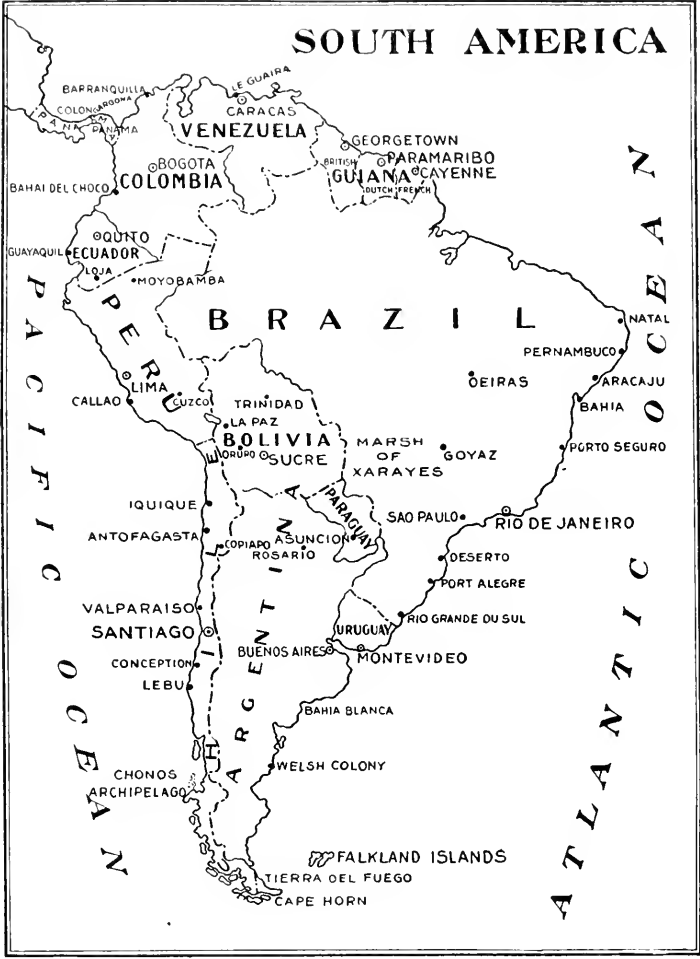 SOUTH AMERICA
BARRANQUILLA
LE GUAIRA
COLON
CARACAS
PANAMA
VENEZUELA
GEORGETOWN
BOGOTA
BRITISH
PARAMARIBO
GUIANA
CAYENNE
COLOMBIA
BAHAI DEL CHOCO
DUTCH
FRENCH
QUITO
GUAYAQUIL
ECUADOR
LOJA
MOYOBAMBA
PERU
BRAZIL
NATAL
PERNAMBUCO
LIMA
OEIRAS
ARACAJU
CALLAO
CUZCO
TRINIDAD
BAHIA
LA PAZ
BOLIVIA
MARSH
OF
XARAYES
ORUPO
SUCRE
GOYAZ
PORTO SEGURO
PARAGUAY
IQUIQUE
SAO PAULO
RIO DE JANEIRO
ANTOFAGASTA
COPIAPO
ASUNCION
ROSARIO
DESERTO
PORT ALEGRE
VALPARAISO
RIO GRANDE DU SUL
SANTIAGO
URUGUAY
BUENOS AIRES
MONTEVIDEO
CONCEPTION
LEBU
CHILE
ARGENTINA
BAHIA BLANCA
WELSH COLONY
CHONOS
ARCHIPELAGO
FALKLAND ISLANDS
TIERRA DEL FUEGO
CAPE HORN
PACIFIC OCEAN
ATLANTIC OCEAN